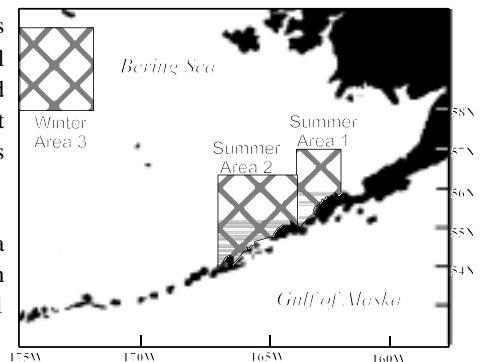 Bering Sea
Winter
Area 3
Summer
Area 1
Summer
Area 2
Gulf of Alaska
58N
57N
56N
55N
54N
175W
170W
165W
160W